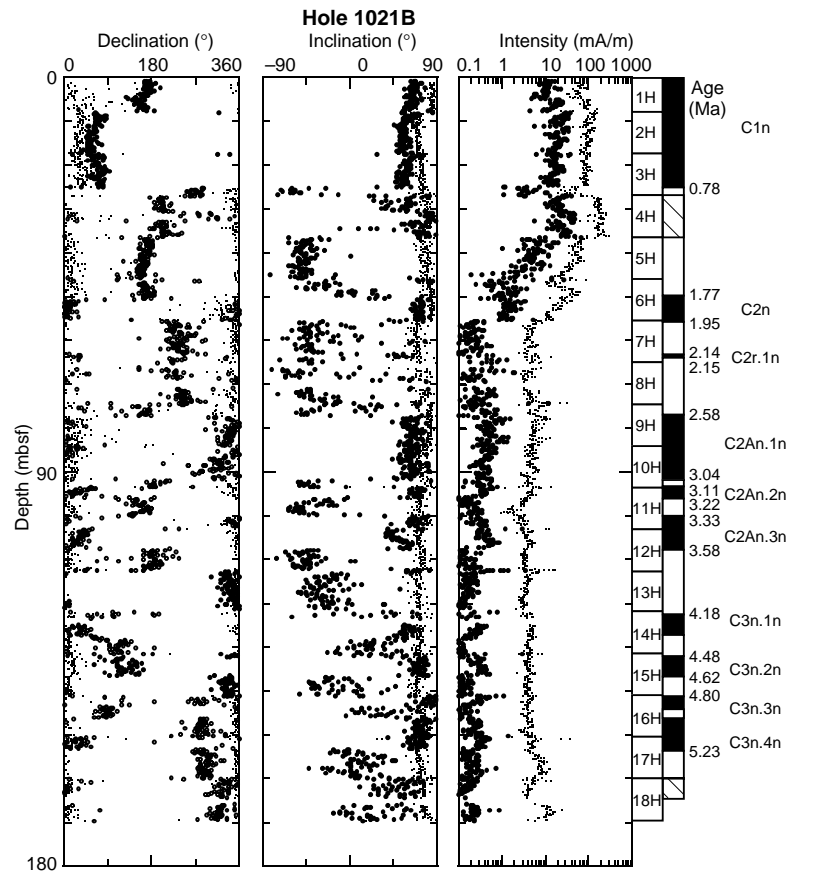 Hole 1021B
Declination (°)
Inclination (°)
Intensity (mA/m)
0 180 360
–90 0 90
0.1 1 10 100 1000
Age
(Ma)
Depth (mbsf)
0
90
180
1H
2H
3H
4H
5H
6H
7H
8H
9H
10H
11H
12H
13H
14H
15H
16H
17H
18H
0.78
1.77
1.95
2.14
2.15
2.58
3.04
3.11
3.22
3.33
3.58
4.18
4.48
4.62
4.80
5.23
C1n
C2n
C2r.1n
C2An.1n
C2An.2n
C2An.3n
C3n.1n
C3n.2n
C3n.3n
C3n.4n